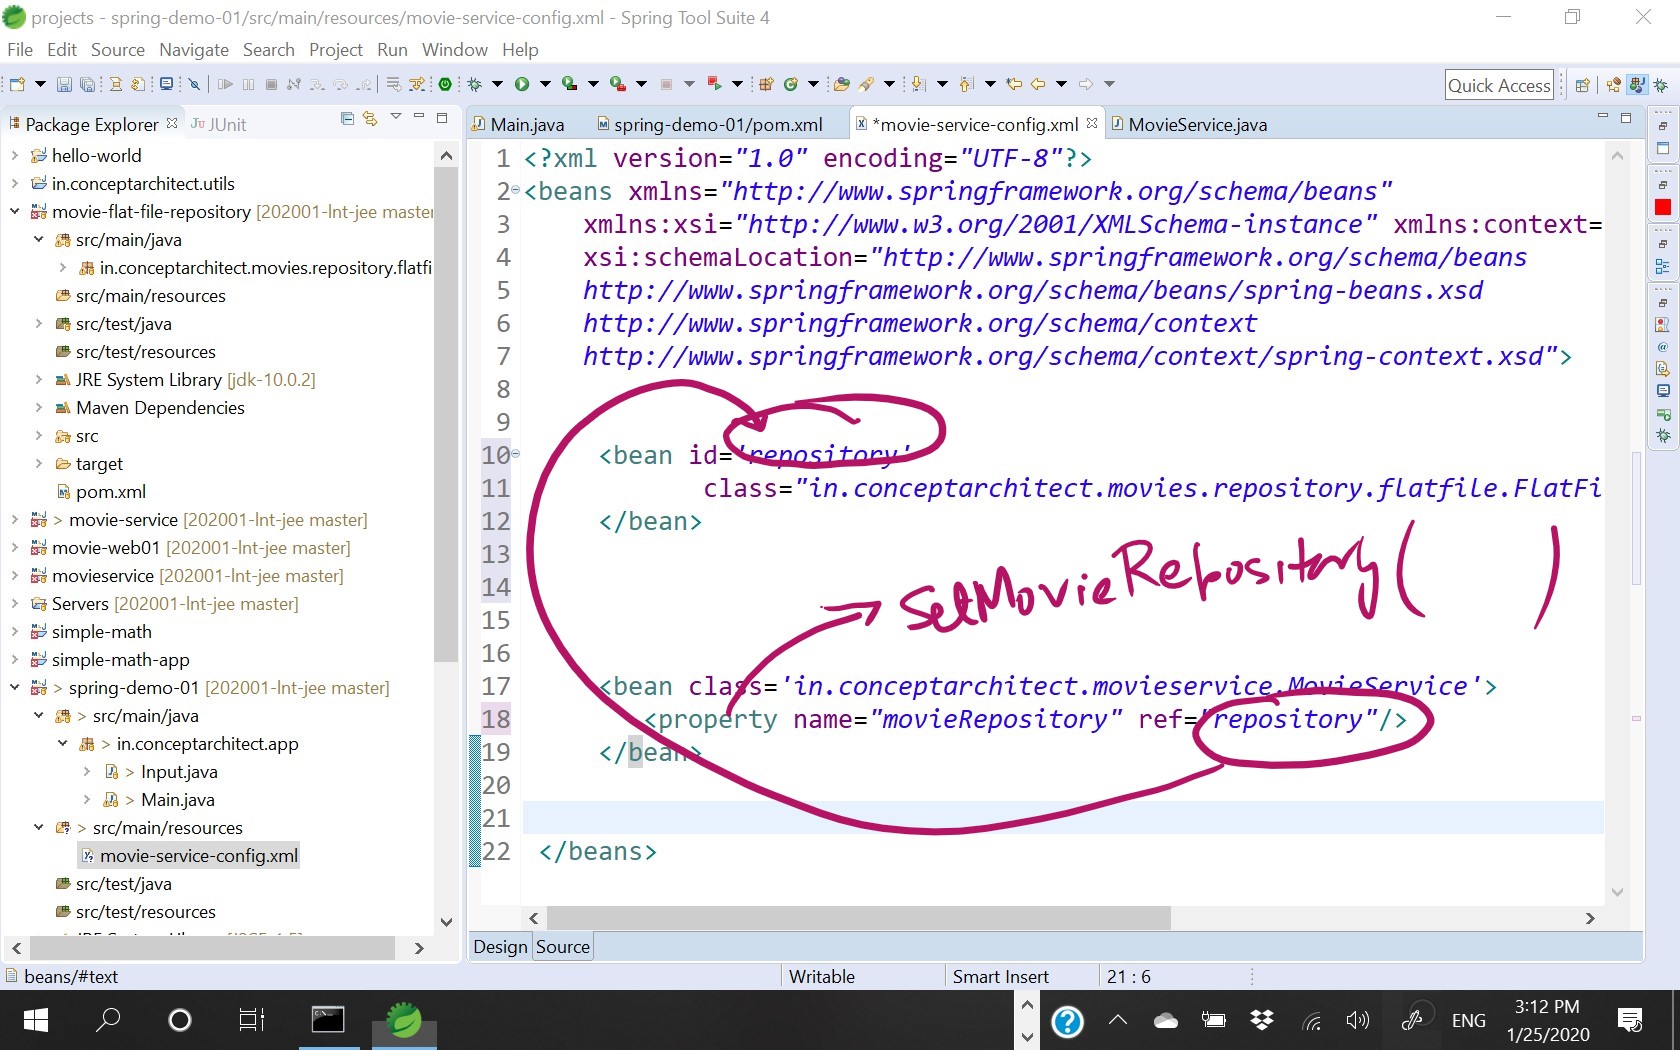 projects - spring-demo-01/src/main/resources/movie-service-config.xml - Spring Tool Suite 4
File Edit Source Navigate Search Project Run Window Help
Quick Access
Package Explorer JUnit
Main.java spring-demo-01/pom.xml *movie-service-config.xml MovieService.java
hello-world
in.conceptarchitect.utils
movie-flat-file-repository [202001-Int-jee master
src/main/java
in.conceptarchitect.movies.repository.flatfi
src/main/resources
src/test/java
src/test/resources
JRE System Library [jdk-10.0.2]
Maven Dependencies
src
target
pom.xml
> movie-service [202001-Int-jee master]
movie-web01 [202001-Int-jee master]
movieservice [202001-Int-jee master]
Servers [202001-Int-jee master]
simple-math
simple-math-app
> spring-demo-01 [202001-Int-jee master]
> src/main/java
> in.conceptarchitect.app
> Input.java
> Main.java
> src/main/resources
movie-service-config.xml
src/test/java
src/test/resources
1 <?xml version="1.0" encoding="UTF-8"?>
2 <beans xmlns="http://www.springframework.org/schema/beans"
3 xmlns:xsi="http://www.w3.org/2001/XMLSchema-instance" xmlns:context=
4 xsi:schemaLocation="http://www.springframework.org/schema/beans
5 http://www.springframework.org/schema/beans/spring-beans.xsd
6 http://www.springframework.org/schema/context
7 http://www.springframework.org/schema/context/spring-context.xsd">
8
9
10 <bean id='repository'
11 class="in.conceptarchitect.movies.repository.flatfile.FlatFi
12 </bean>
13
14
SetMovieRepository( )
15
16
17 <bean class='in.conceptarchitect.movieservice.MovieService'>
18 <property name="movieRepository" ref="repository"/>
19 </bean>
20
21
22 </beans>
Design Source
beans/#text Writable Smart Insert 21 : 6
ENG
3:12 PM
1/25/2020